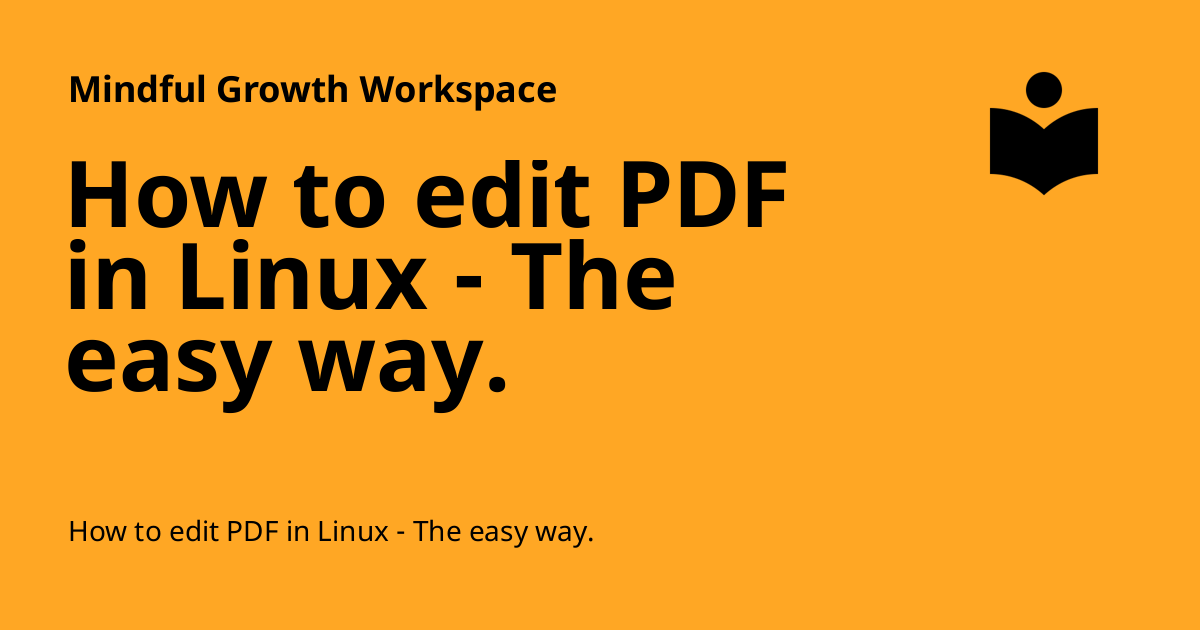 Mindful Growth Workspace
How to edit PDF
in Linux - The
easy way.
How to edit PDF in Linux - The easy way.